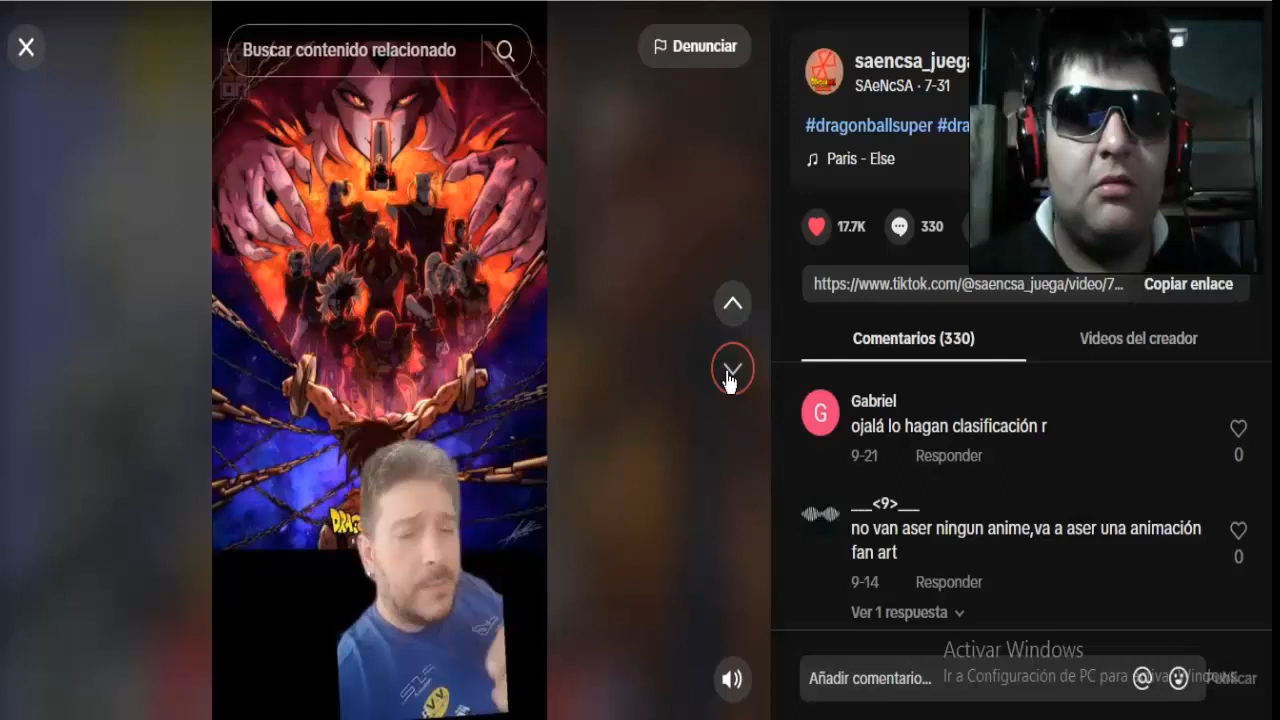 Buscar contenido relacionado
Denunciar
saencsa_juega
SAeNcSA · 7-31
#dragonballsuper #dra
Paris - Else
17.7K
330
https://www.tiktok.com/@saencsa_juega/video/7...
Copiar enlace
Comentarios (330)
Videos del creador
G
Gabriel
ojalá lo hagan clasificación r
9-21
Responder
0
___<9>___
no van aser ningun anime,va a aser una animación
fan art
9-14
Responder
0
Ver 1 respuesta
Activar Windows
Añadir comentario...
Ir a Configuración de PC para activar Windows.
DRAG